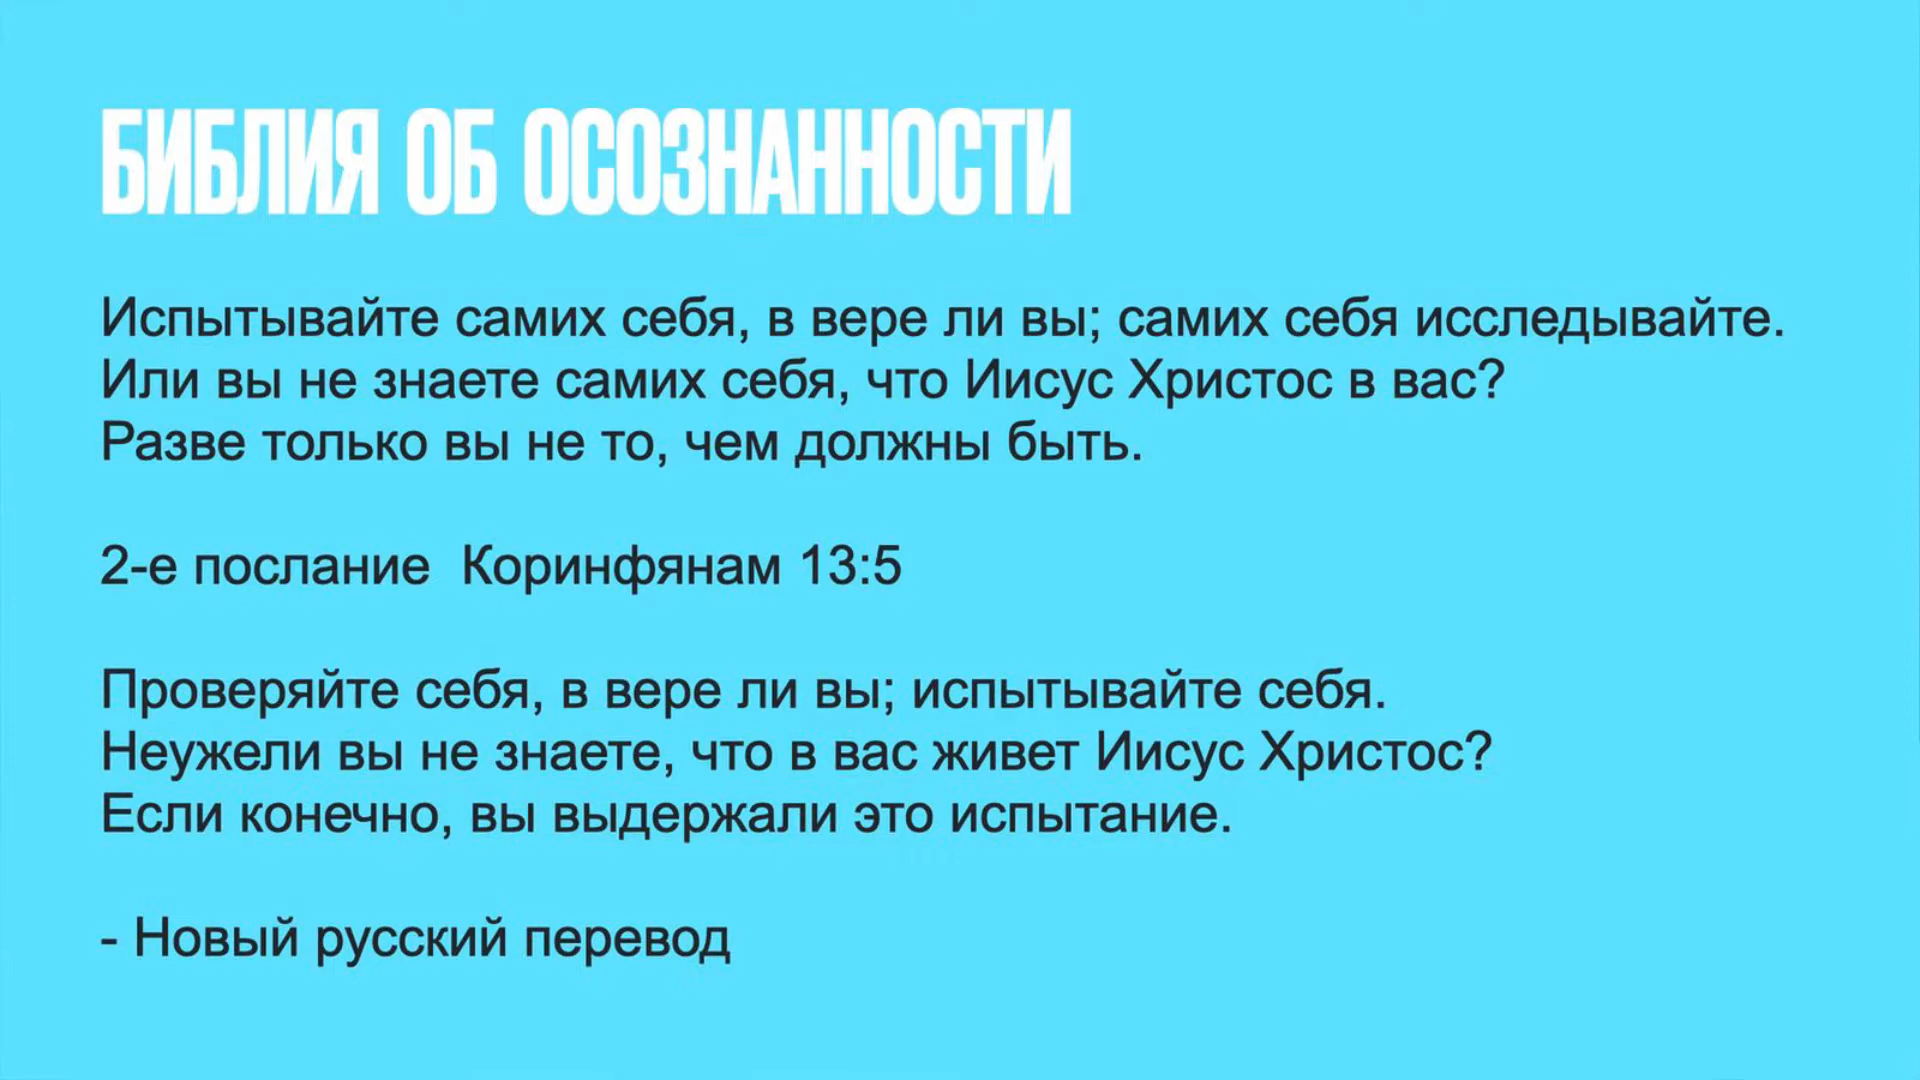 БИБЛИЯ ОБ ОСОЗНАННОСТИ
Испытывайте самих себя, в вере ли вы; самих себя исследывайте.
Или вы не знаете самих себя, что Иисус Христос в вас?
Разве только вы не то, чем должны быть.
2-е послание  Коринфянам 13:5
Проверяйте себя, в вере ли вы; испытывайте себя.
Неужели вы не знаете, что в вас живет Иисус Христос?
Если конечно, вы выдержали это испытание.
- Новый русский перевод